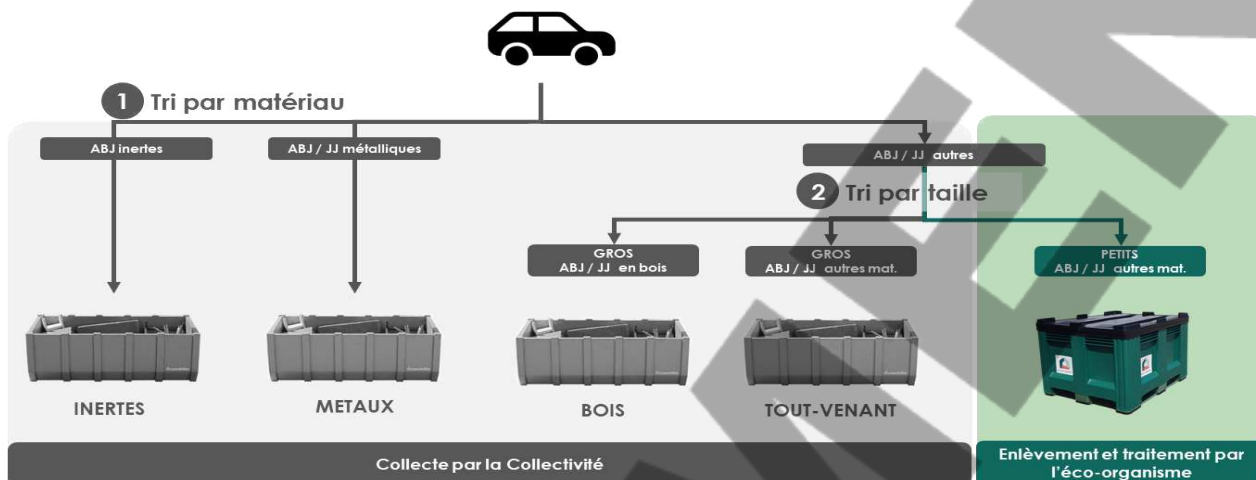 1 Tri par matériau
ABJ inertes
ABJ / JJ métalliques
ABJ / JJ autres
2 Tri par taille
GROS
ABJ / JJ en bois
GROS
ABJ / JJ autres mat.
PETITS
ABJ / JJ autres mat.
INERTES
METAUX
BOIS
TOUT-VENANT
Collecte par la Collectivité
Enlèvement et traitement par
l'éco-organisme